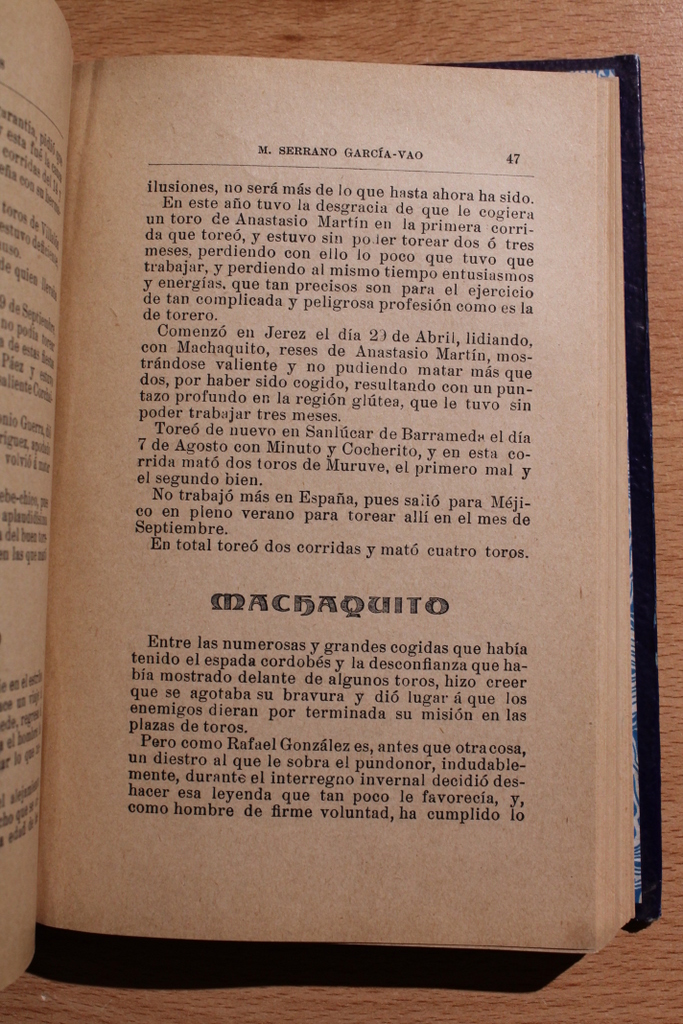 M. SERRANO GARCÍA-VAO
47
ilusiones, no será más de lo que hasta ahora ha sido.
En este año tuvo la desgracia de que le cogiera
un toro de Anastasio Martín en la primera corri-
da que toreó, y estuvo sin poder torear dos ó tres
meses, perdiendo con ello lo poco que tuvo que
trabajar, y perdiendo al mismo tiempo entusiasmos
y energías, que tan precisos son para el ejercicio
de tan complicada y peligrosa profesión como es la
de torero.
Comenzó en Jerez el día 29 de Abril, lidiando,
con Machaquito, reses de Anastasio Martín, mos-
trándose valiente y no pudiendo matar más que
dos, por haber sido cogido, resultando con un pun-
tazo profundo en la región glútea, que le tuvo sin
poder trabajar tres meses.
Toreó de nuevo en Sanlúcar de Barrameda el día
7 de Agosto con Minuto y Cocherito, y en esta co-
rrida mató dos toros de Muruve, el primero mal y
el segundo bien.
No trabajó más en España, pues salió para Méji-
co en pleno verano para torear allí en el mes de
Septiembre.
En total toreó dos corridas y mató cuatro toros.
MACHAQUITO
Entre las numerosas y grandes cogidas que había
tenido el espada cordobés y la desconfianza que ha-
bía mostrado delante de algunos toros, hizo creer
que se agotaba su bravura y dió lugar á que los
enemigos dieran por terminada su misión en las
plazas de toros.
Pero como Rafael González es, antes que otra cosa,
un diestro al que le sobra el pundonor, indudable-
mente, durante el interregno invernal decidió des-
hacer esa leyenda que tan poco le favorecía, y,
como hombre de firme voluntad, ha cumplido lo